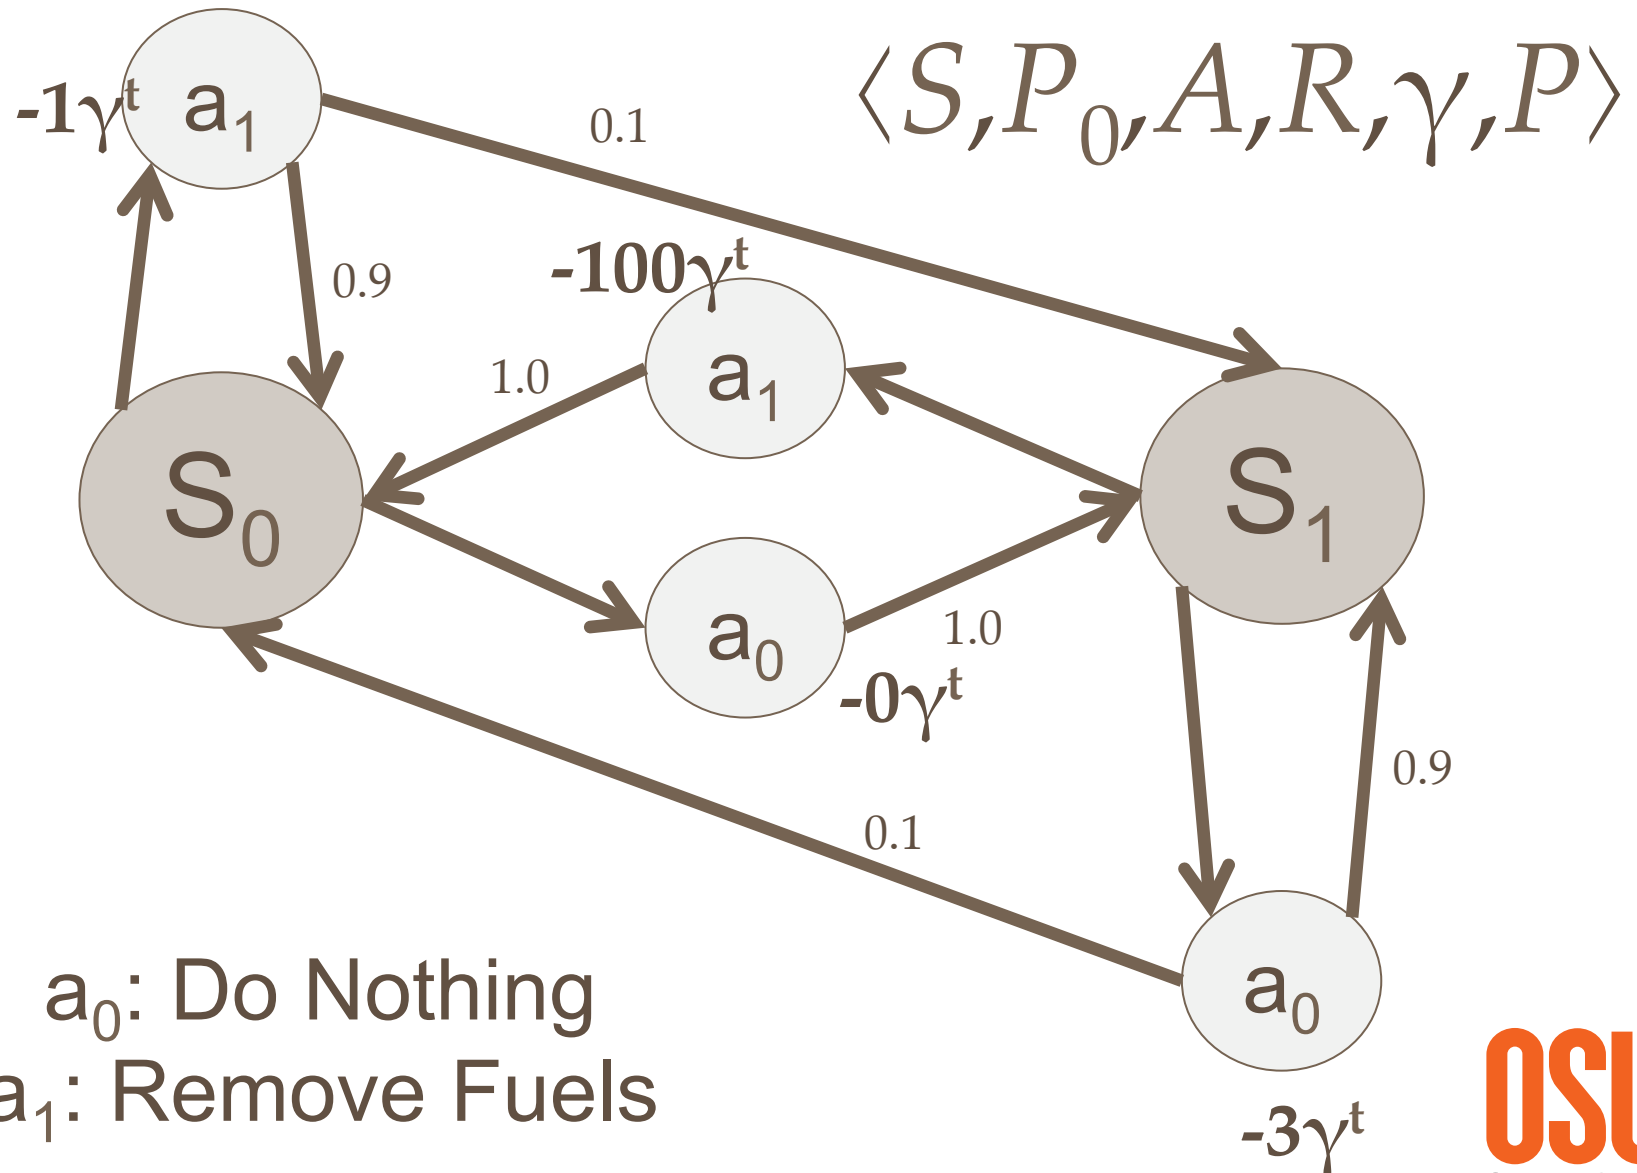 ⟨S,P₀,A,R,γ,P⟩
-1γᵗ
a₁
0.1
0.9
-100γᵗ
a₁
1.0
S₀
S₁
a₀
1.0
-0γᵗ
0.9
0.1
a₀
-3γᵗ
a₀: Do Nothing
a₁: Remove Fuels
OSU